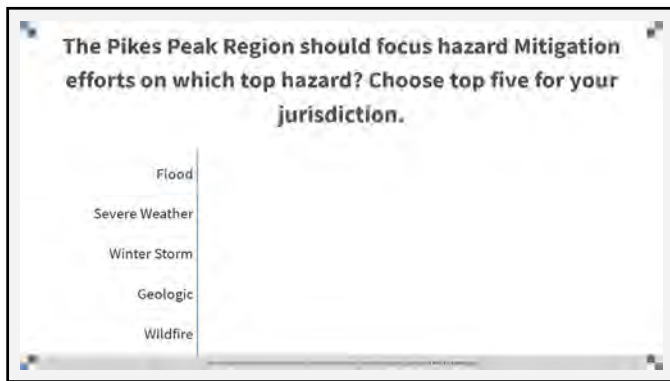 The Pikes Peak Region should focus hazard Mitigation
efforts on which top hazard? Choose top five for your
jurisdiction.
Flood
Severe Weather
Winter Storm
Geologic
Wildfire